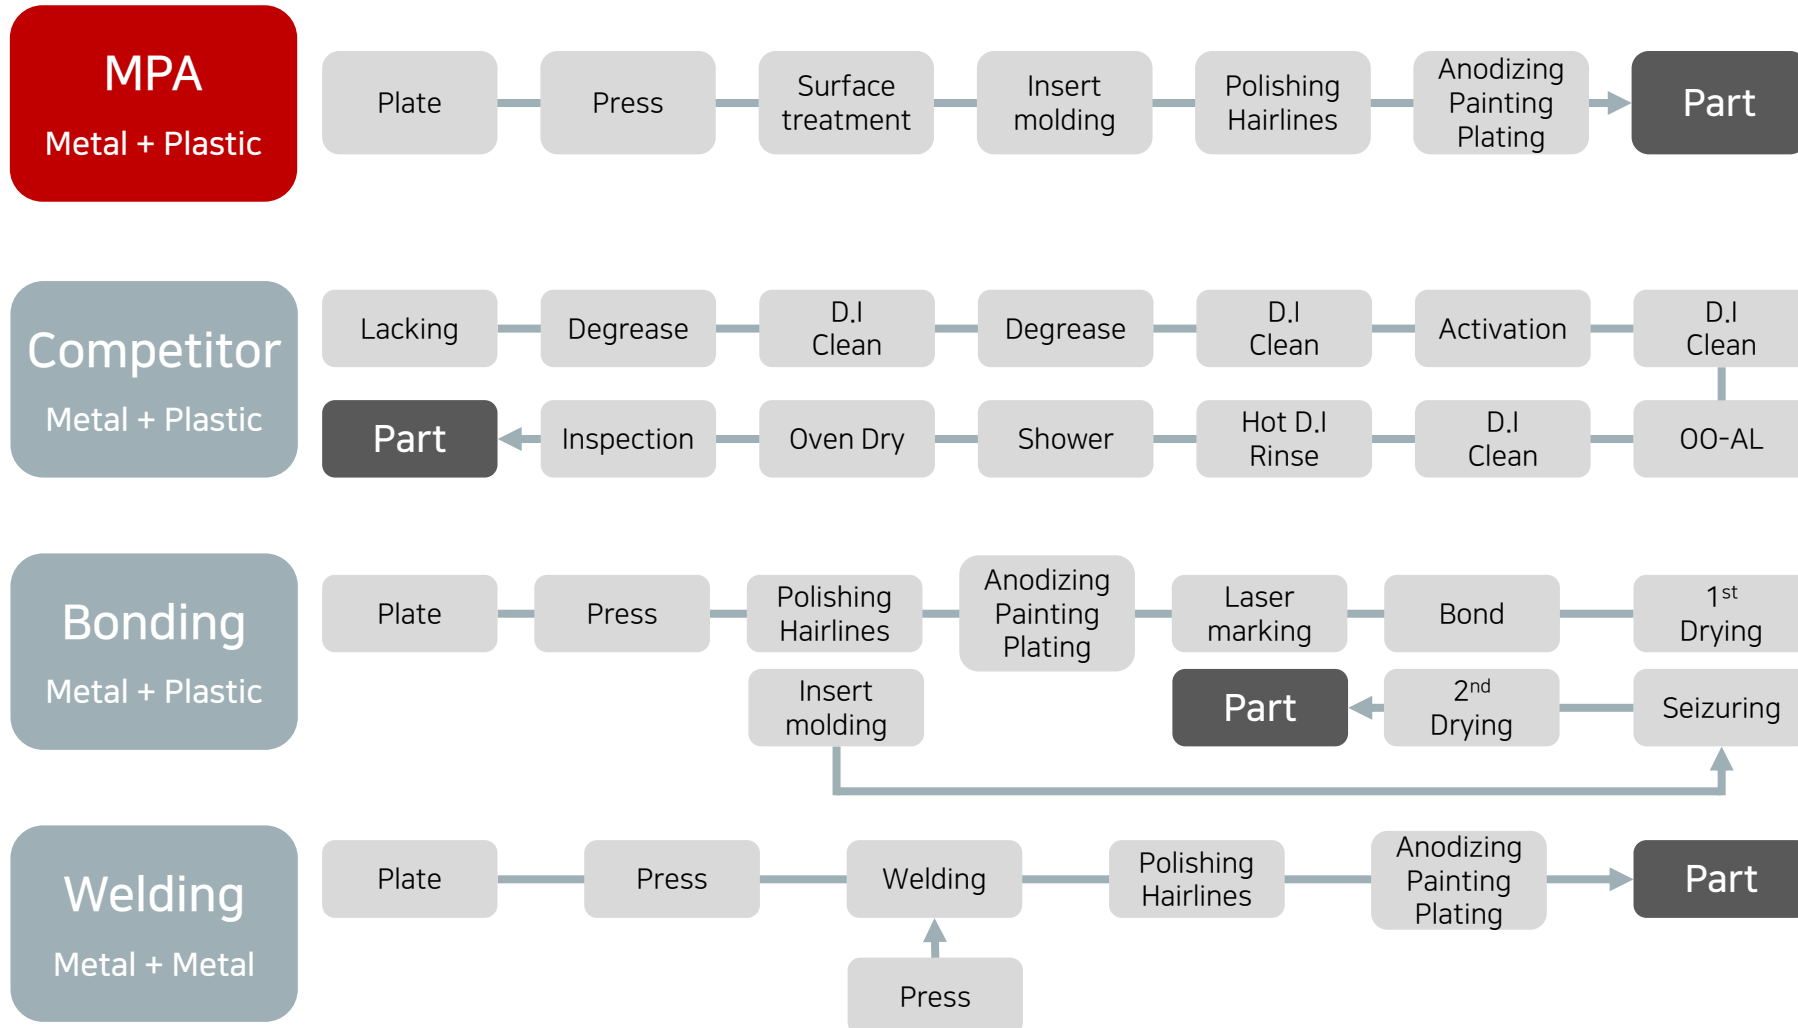 MPA
Metal + Plastic
Plate
Press
Surface
treatment
Insert
molding
Polishing
Hairlines
Anodizing
Painting
Plating
Part
Competitor
Metal + Plastic
Lacking
Degrease
D.I
Clean
Degrease
D.I
Clean
Activation
D.I
Clean
Part
Inspection
Oven Dry
Shower
Hot D.I
Rinse
D.I
Clean
OO-AL
Bonding
Metal + Plastic
Plate
Press
Polishing
Hairlines
Anodizing
Painting
Plating
Laser
marking
Bond
1st
Drying
Insert
molding
Part
2nd
Drying
Seizuring
Welding
Metal + Metal
Plate
Press
Welding
Polishing
Hairlines
Anodizing
Painting
Plating
Part
Press